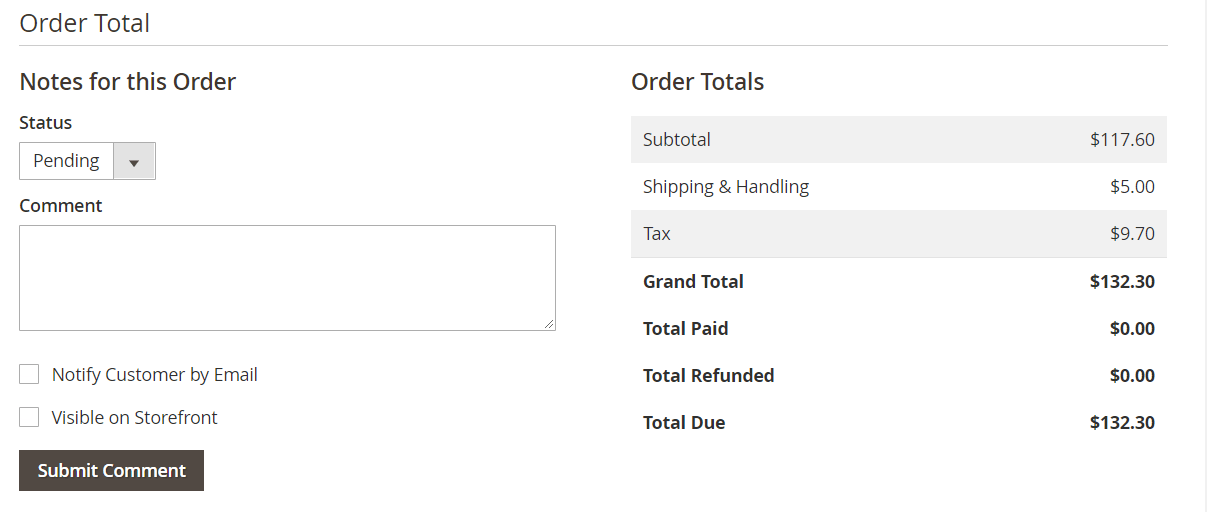 Order Total
Notes for this Order
Status
Pending
Comment
Notify Customer by Email
Visible on Storefront
Submit Comment
Order Totals
Subtotal $117.60
Shipping & Handling $5.00
Tax $9.70
Grand Total $132.30
Total Paid $0.00
Total Refunded $0.00
Total Due $132.30